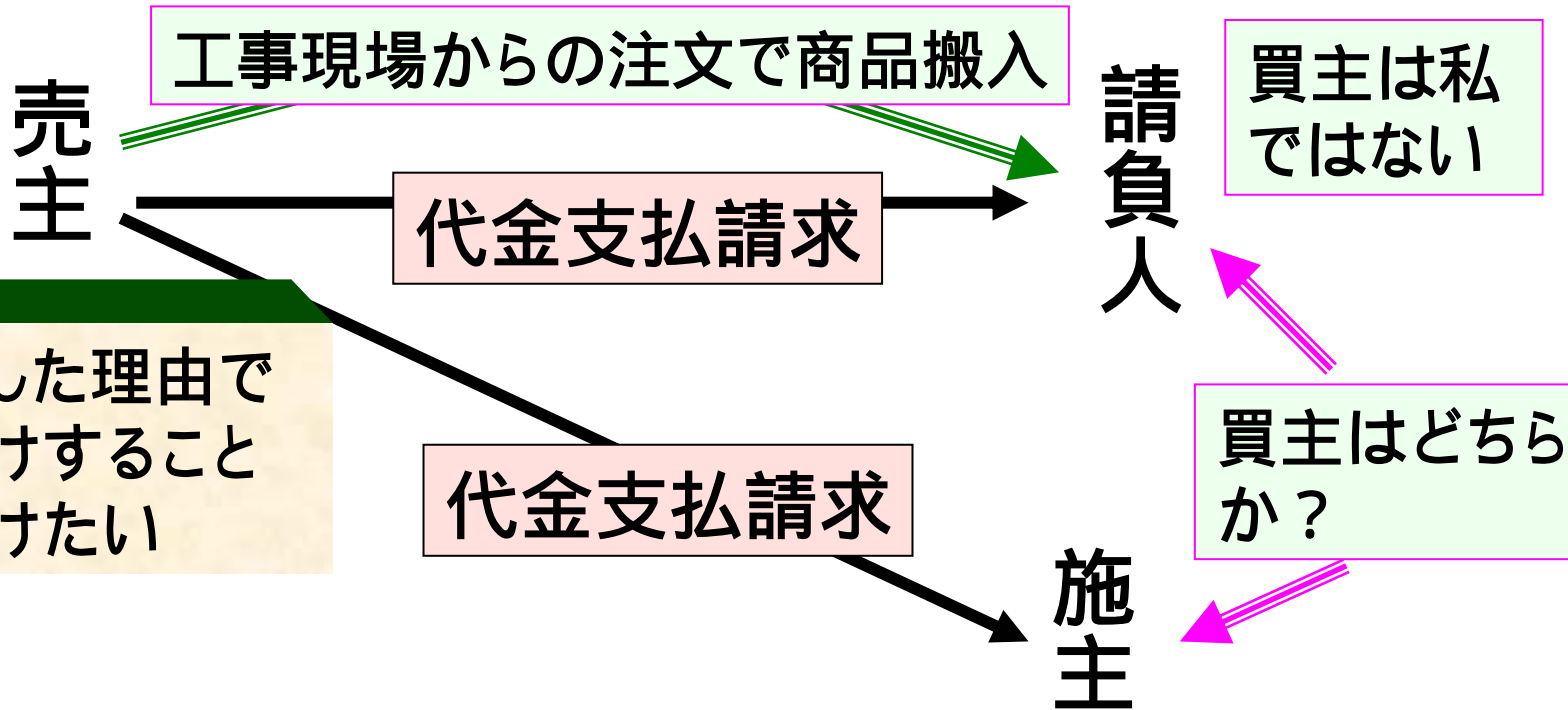 工事現場からの注文で商品搬入
売主
請負人
買主は私
ではない
代金支払請求
した理由で
けすること
けたい
代金支払請求
買主はどちら
か？
施主